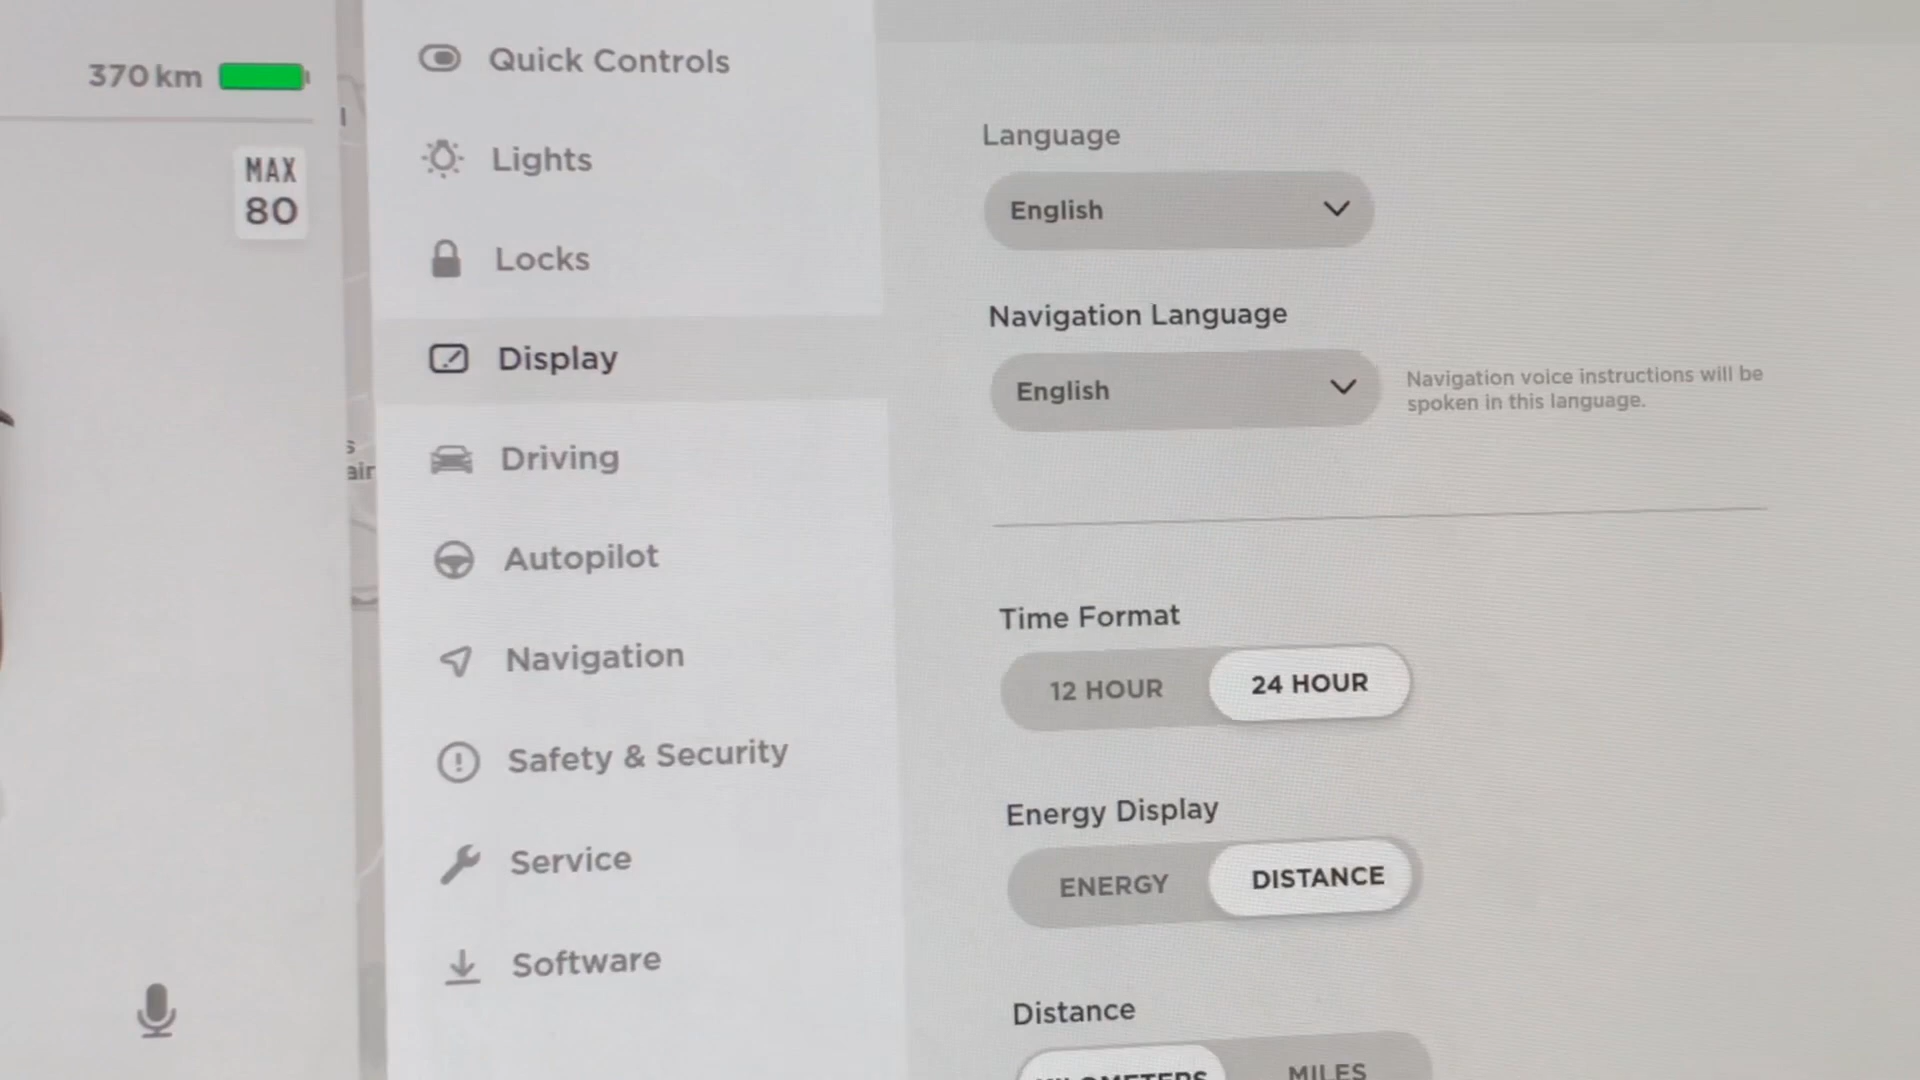 370 km
MAX
80
s
air
Quick Controls
Lights
Locks
Display
Driving
Autopilot
Navigation
Safety & Security
Service
Software
Language
English
Navigation Language
English
Navigation voice instructions will be
spoken in this language.
Time Format
12 HOUR
24 HOUR
Energy Display
ENERGY
DISTANCE
Distance
KILOMETERS
MILES